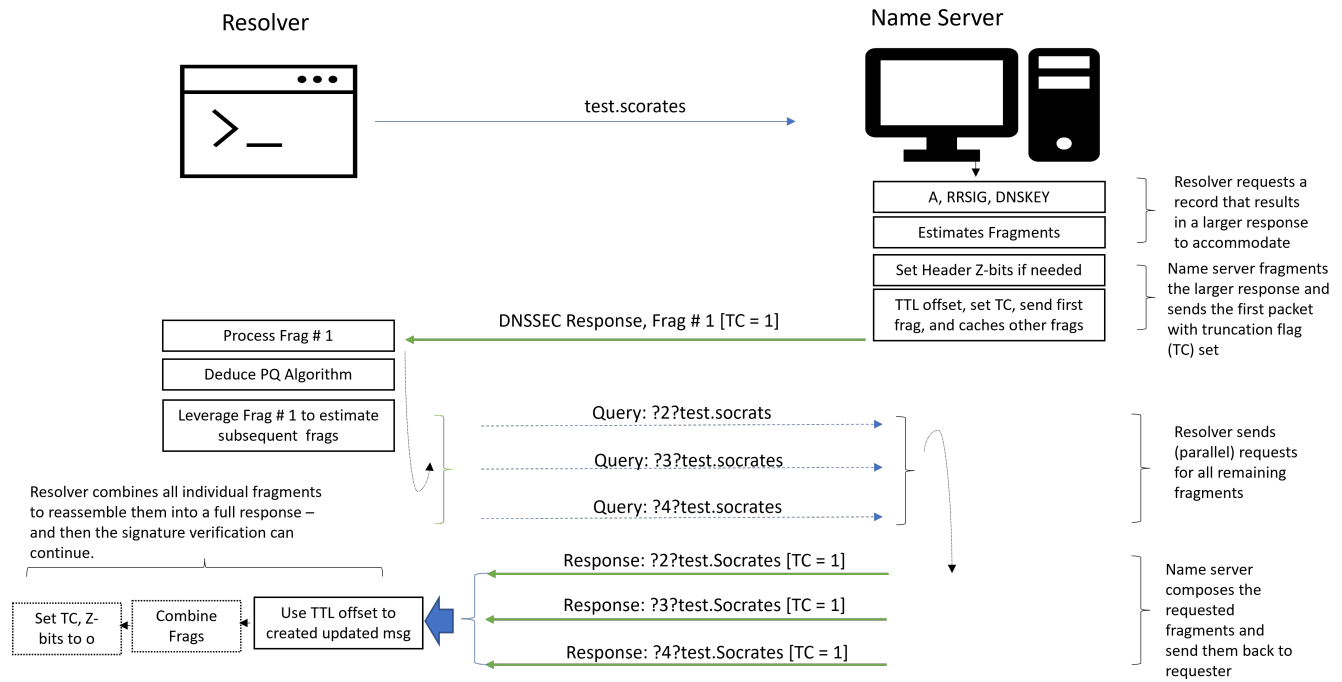 Resolver
Name Server
>_
test.scorates
A, RRSIG, DNSKEY
Estimates Fragments
Set Header Z-bits if needed
TTL offset, set TC, send first
frag, and caches other frags
Resolver requests a
record that results
in a larger response
to accommodate
Name server fragments
the larger response and
sends the first packet
with truncation flag
(TC) set
DNSSEC Response, Frag # 1 [TC = 1]
Process Frag # 1
Deduce PQ Algorithm
Leverage Frag # 1 to estimate
subsequent frags
Query: ?2?test.socrats
Query: ?3?test.socrates
Query: ?4?test.socrates
Resolver sends
(parallel) requests
for all remaining
fragments
Resolver combines all individual fragments
to reassemble them into a full response –
and then the signature verification can
continue.
Response: ?2?test.Socrates [TC = 1]
Response: ?3?test.Socrates [TC = 1]
Response: ?4?test.Socrates [TC = 1]
Name server
composes the
requested
fragments and
send them back to
requester
Use TTL offset to
created updated msg
Combine
Frags
Set TC, Z-
bits to o